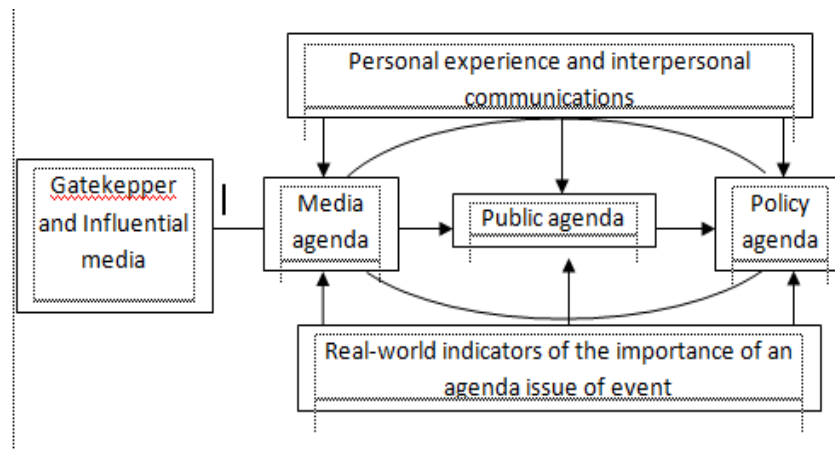 Personal experience and interpersonal
communications
Gatekepper
and Influential
media
Media
agenda
Public agenda
Policy
agenda
Real-world indicators of the importance of an
agenda issue of event